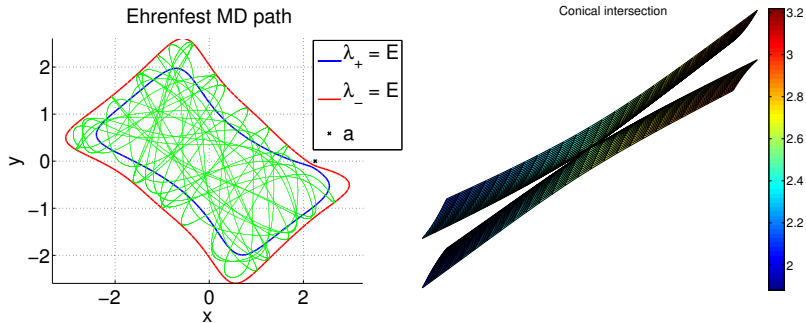 Ehrenfest MD path
λ₊ = E
λ₋ = E
a
2
1
0
−1
−2
y
−2
0
2
x
Conical intersection
3.2
3
2.8
2.6
2.4
2.2
2